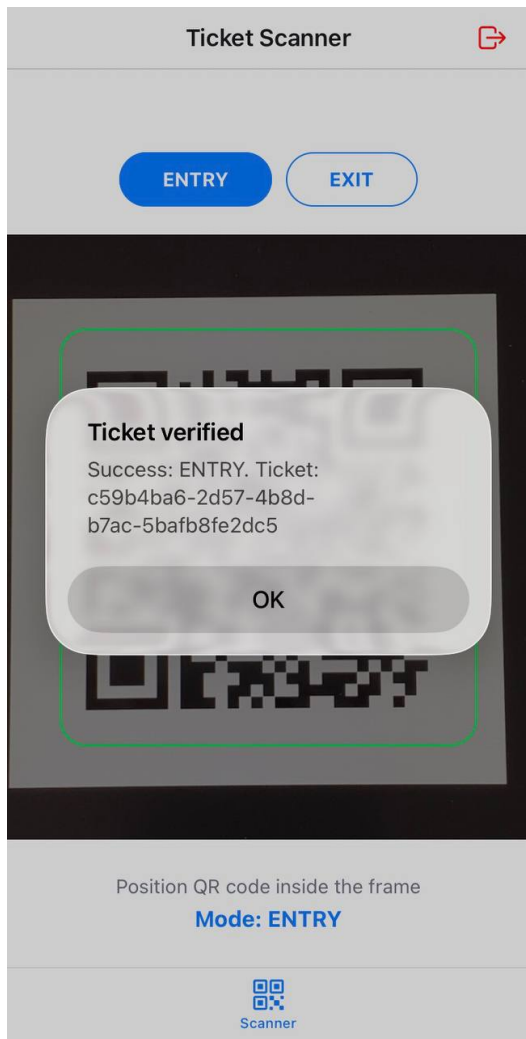 Ticket Scanner
ENTRY
EXIT
Ticket verified
Success: ENTRY. Ticket:
c59b4ba6-2d57-4b8d-
b7ac-5bafb8fe2dc5
OK
Position QR code inside the frame
Mode: ENTRY
Scanner